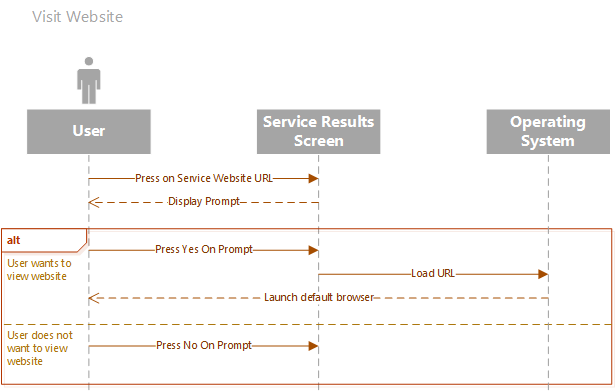 Visit Website
User
Service Results
Screen
Operating
System
Press on Service Website URL
Display Prompt
alt
User wants to
view website
Press Yes On Prompt
Load URL
Launch default browser
User does not
want to view
website
Press No On Prompt